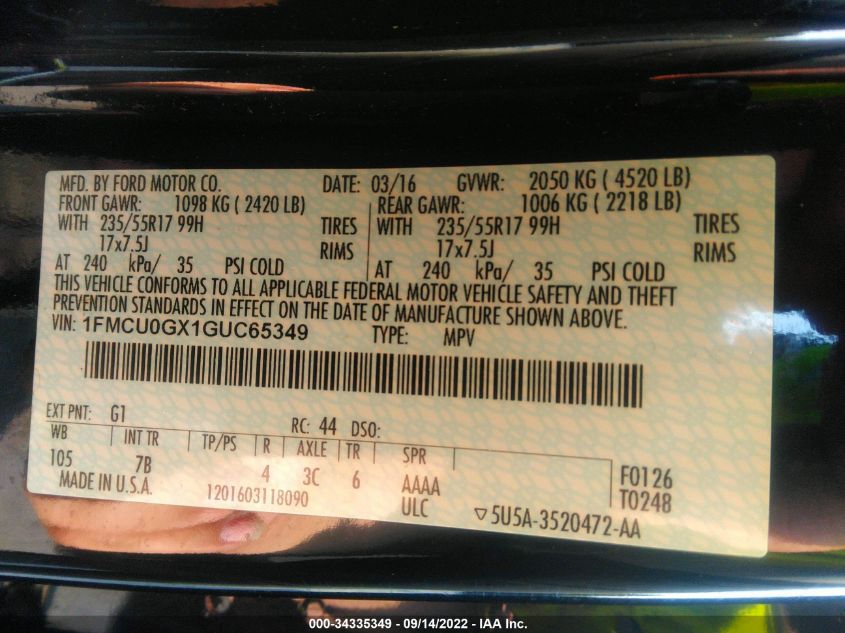 MFD. BY FORD MOTOR CO. DATE: 03/16 GVWR: 2050 KG ( 4520 LB)
FRONT GAWR: 1098 KG ( 2420 LB) REAR GAWR: 1006 KG ( 2218 LB)
WITH 235/55R17 99H TIRES WITH 235/55R17 99H TIRES
17x7.5J RIMS 17x7.5J RIMS
AT 240 kPa/ 35 PSI COLD AT 240 kPa/ 35 PSI COLD
THIS VEHICLE CONFORMS TO ALL APPLICABLE FEDERAL MOTOR VEHICLE SAFETY AND THEFT
PREVENTION STANDARDS IN EFFECT ON THE DATE OF MANUFACTURE SHOWN ABOVE.
VIN: 1FMCU0GX1GUC65349 TYPE: MPV
EXT PNT: G1 RC: 44 DSO:
WB INT TR TP/PS R AXLE TR SPR
105 7B 4 3C 6 AAAA F0126
MADE IN U.S.A. 1201603118090 ULC T0248
▽5U5A-3520472-AA
000-34335349 - 09/14/2022 - IAA Inc.